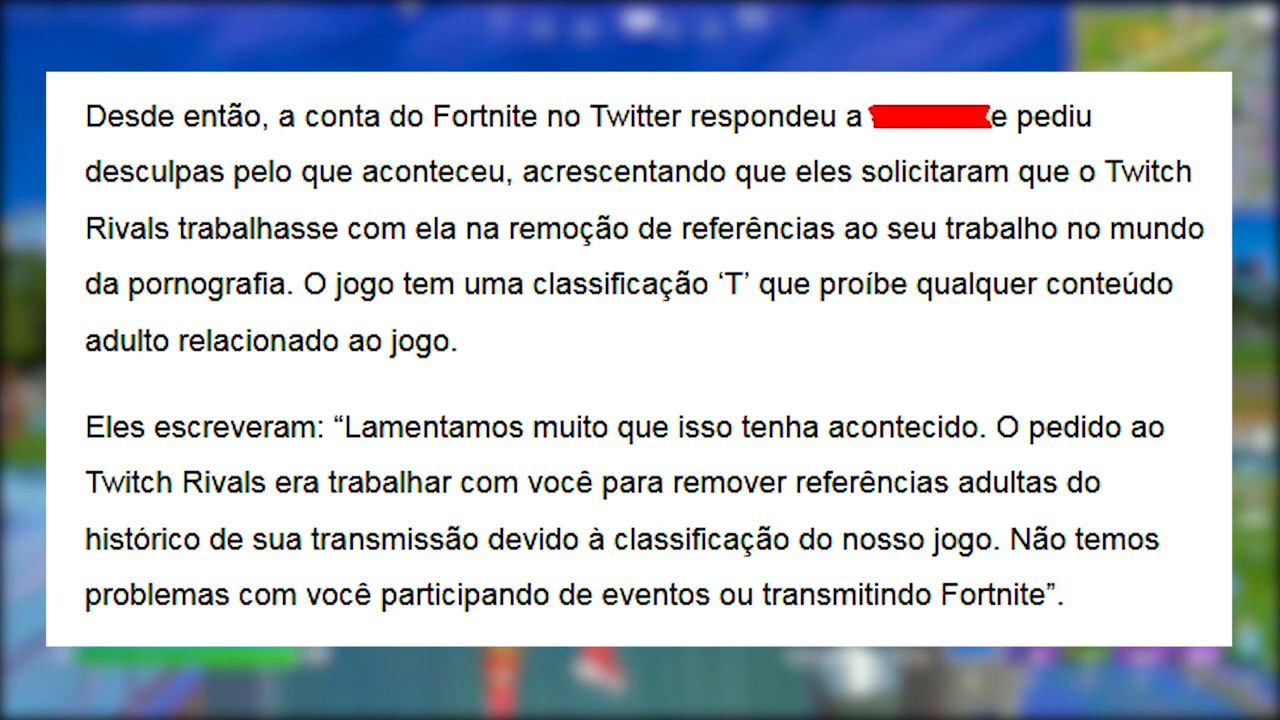 Desde então, a conta do Fortnite no Twitter respondeu a e pediu
desculpas pelo que aconteceu, acrescentando que eles solicitaram que o Twitch
Rivals trabalhasse com ela na remoção de referências ao seu trabalho no mundo
da pornografia. O jogo tem uma classificação ‘T’ que proíbe qualquer conteúdo
adulto relacionado ao jogo.
Eles escreveram: “Lamentamos muito que isso tenha acontecido. O pedido ao
Twitch Rivals era trabalhar com você para remover referências adultas do
histórico de sua transmissão devido à classificação do nosso jogo. Não temos
problemas com você participando de eventos ou transmitindo Fortnite”.